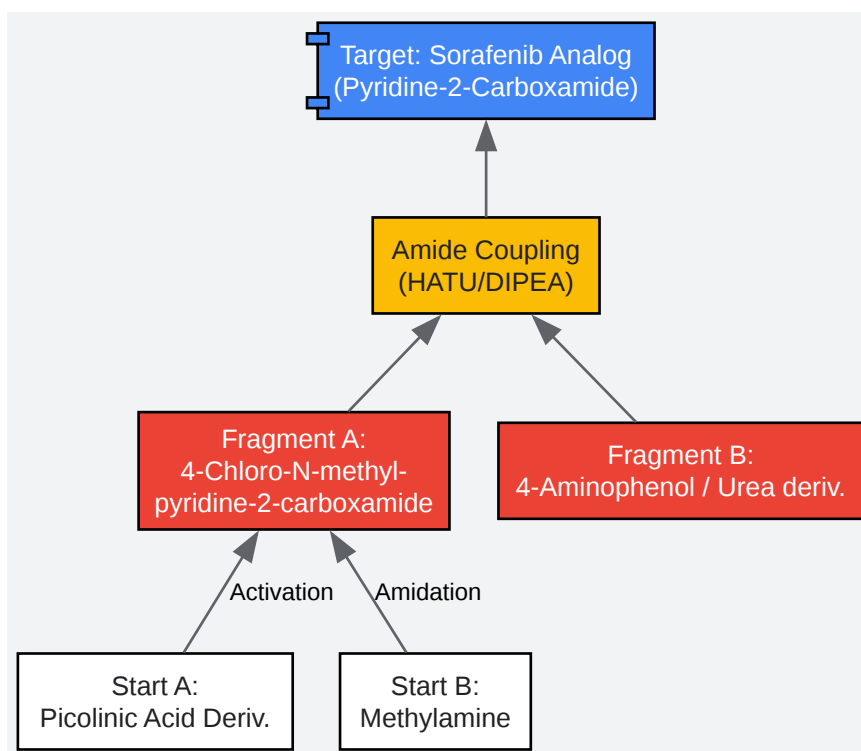 Target: Sorafenib Analog
(Pyridine-2-Carboxamide)
Amide Coupling
(HATU/DIPEA)
Fragment A:
4-Chloro-N-methyl-
pyridine-2-carboxamide
Fragment B:
4-Aminophenol / Urea deriv.
Activation
Amidation
Start A:
Picolinic Acid Deriv.
Start B:
Methylamine